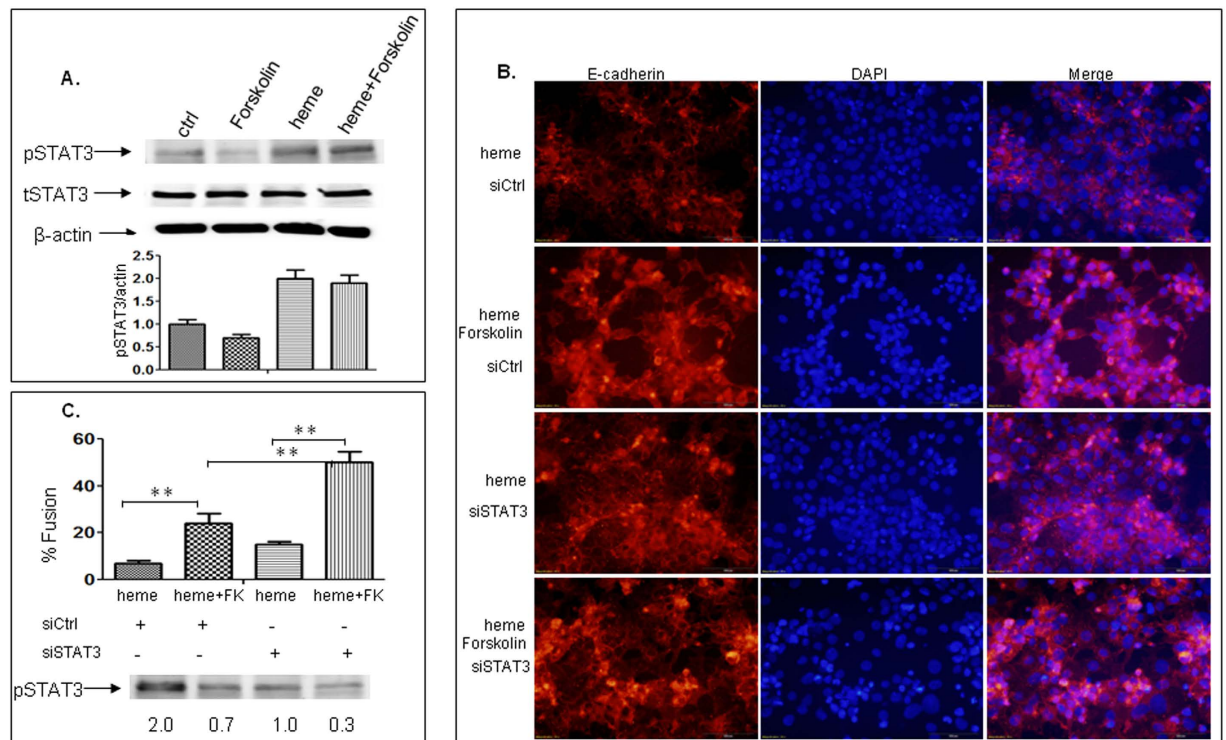 A.
ctrl
Forskolin
heme
heme+Forskolin
pSTAT3
tSTAT3
β-actin
2.5
2.0
1.5
1.0
0.5
0.0
pSTAT3/actin
B.
E-cadherin DAPI Merge
heme
siCtrl
heme
Forskolin
siCtrl
heme
siSTAT3
heme
Forskolin
siSTAT3
C.
60
40
20
0
% Fusion
**
**
**
heme heme+FK heme heme+FK
siCtrl + + - -
siSTAT3 - - + +
pSTAT3
2.0 0.7 1.0 0.3